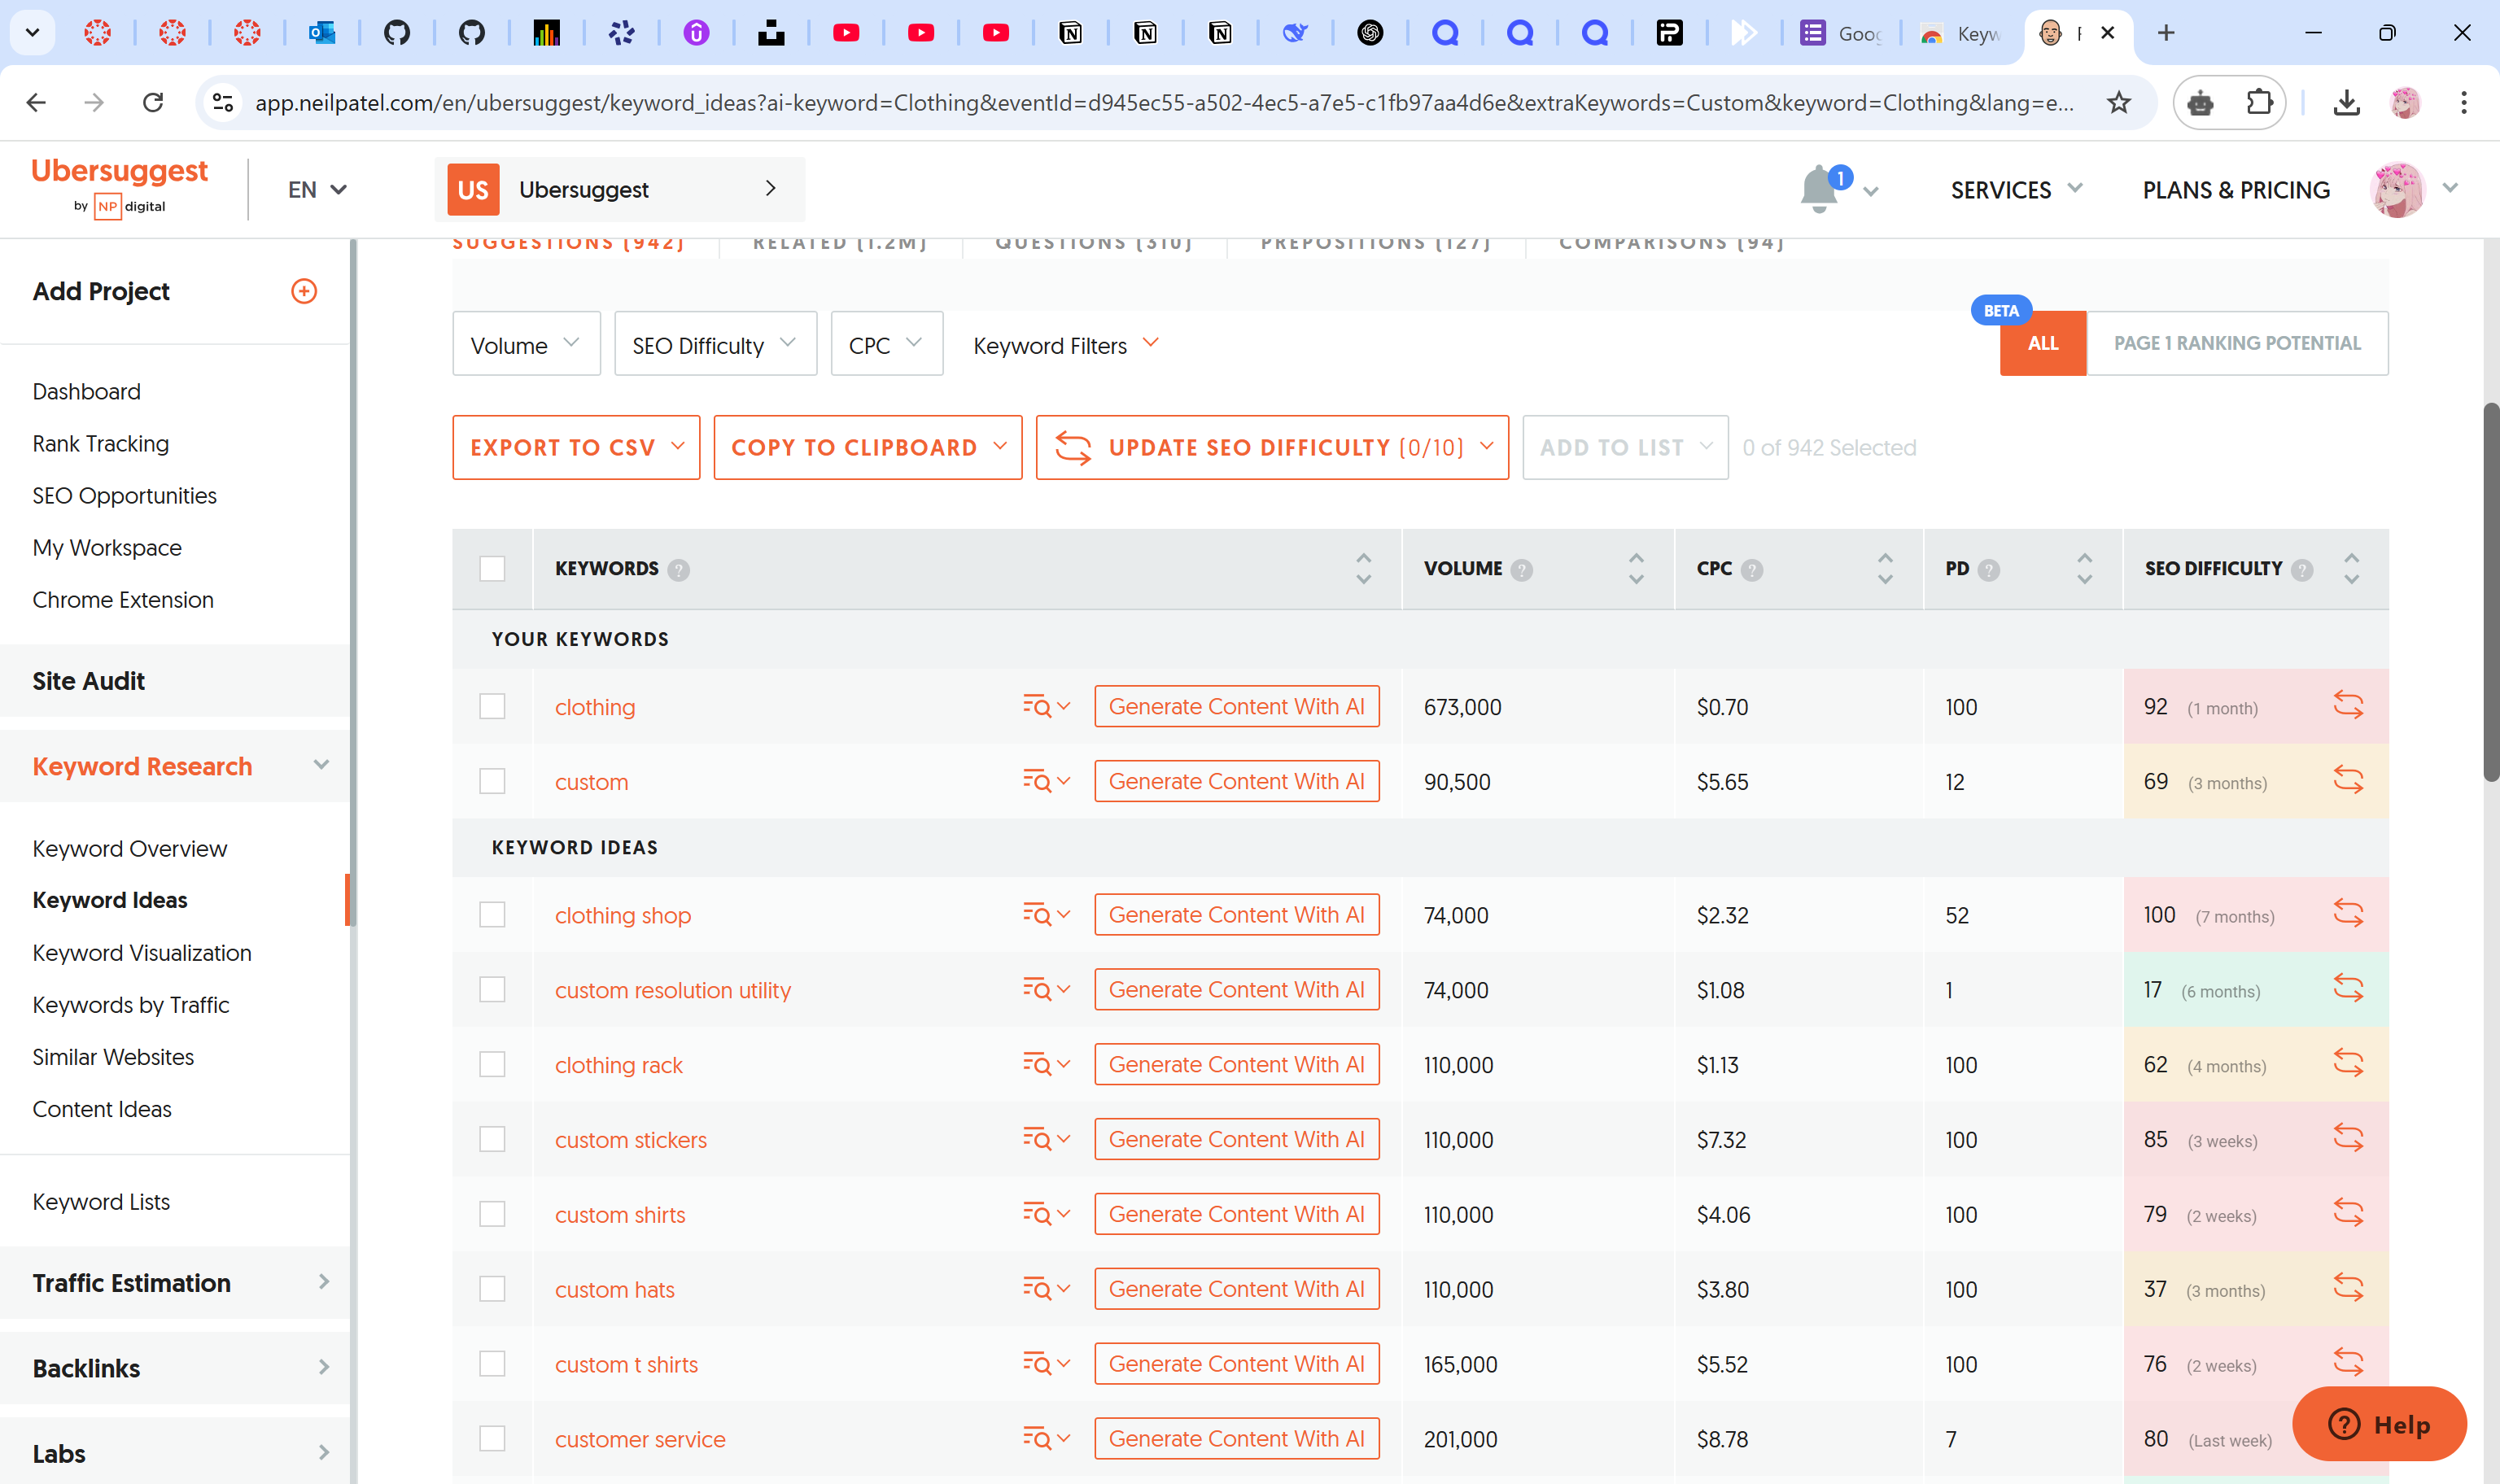 Goog
Keyw
app.neilpatel.com/en/ubersuggest/keyword_ideas?ai-keyword=Clothing&eventId=d945ec55-a502-4ec5-a7e5-c1fb97aa4d6e&extraKeywords=Custom&keyword=Clothing&lang=e...
Ubersuggest
by NP digital
EN
US Ubersuggest
1
SERVICES
PLANS & PRICING
SUGGESTIONS (942)
RELATED (1.2M)
QUESTIONS (310)
PREPOSITIONS (127)
COMPARISONS (94)
Add Project
Dashboard
Rank Tracking
SEO Opportunities
My Workspace
Chrome Extension
Site Audit
Keyword Research
Keyword Overview
Keyword Ideas
Keyword Visualization
Keywords by Traffic
Similar Websites
Content Ideas
Keyword Lists
Traffic Estimation
Backlinks
Labs
Volume
SEO Difficulty
CPC
Keyword Filters
BETA
ALL
PAGE 1 RANKING POTENTIAL
EXPORT TO CSV
COPY TO CLIPBOARD
UPDATE SEO DIFFICULTY (0/10)
ADD TO LIST
0 of 942 Selected
KEYWORDS ? VOLUME ? CPC ? PD ? SEO DIFFICULTY ?
YOUR KEYWORDS
clothing Generate Content With AI 673,000 $0.70 100 92 (1 month)
custom Generate Content With AI 90,500 $5.65 12 69 (3 months)
KEYWORD IDEAS
clothing shop Generate Content With AI 74,000 $2.32 52 100 (7 months)
custom resolution utility Generate Content With AI 74,000 $1.08 1 17 (6 months)
clothing rack Generate Content With AI 110,000 $1.13 100 62 (4 months)
custom stickers Generate Content With AI 110,000 $7.32 100 85 (3 weeks)
custom shirts Generate Content With AI 110,000 $4.06 100 79 (2 weeks)
custom hats Generate Content With AI 110,000 $3.80 100 37 (3 months)
custom t shirts Generate Content With AI 165,000 $5.52 100 76 (2 weeks)
customer service Generate Content With AI 201,000 $8.78 7 80 (Last week)
? Help